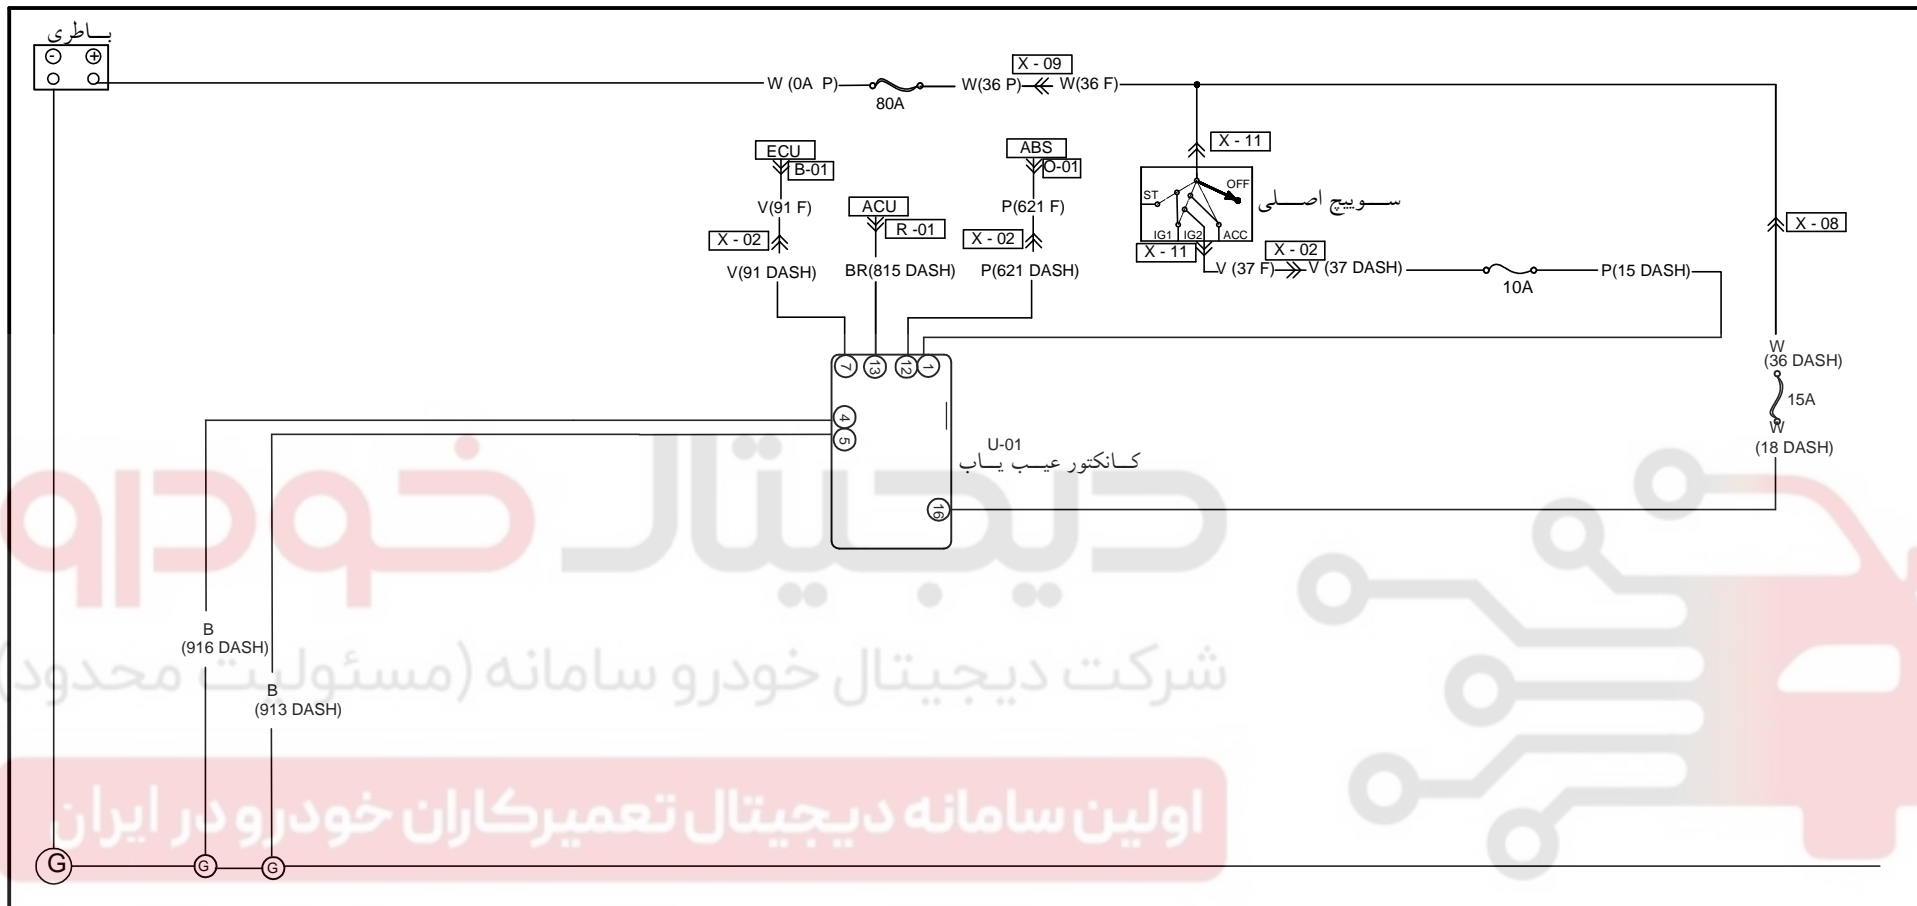 باطری
- +
W (0A P) 80A W(36 P) X - 09 W(36 F)
ECU
B-01
V(91 F)
X - 02
V(91 DASH)
ACU
R -01
BR(815 DASH)
ABS
O-01
P(621 F)
X - 02
P(621 DASH)
X - 11
ST OFF
IG1 IG2 ACC
سوییچ اصلی
X - 11
V (37 F) X - 02 V (37 DASH)
10A
P(15 DASH)
X - 08
W
(36 DASH)
15A
W
(18 DASH)
7 13 12 1
4
5
16
U-01
کانکتور عیب یاب
دیجیتال خودرو
B
(916 DASH)
شرکت دیجیتال خودرو سامانه (مسئولیت محدود)
B
(913 DASH)
اولین سامانه دیجیتال تعمیرکاران خودرو در ایران
G G G